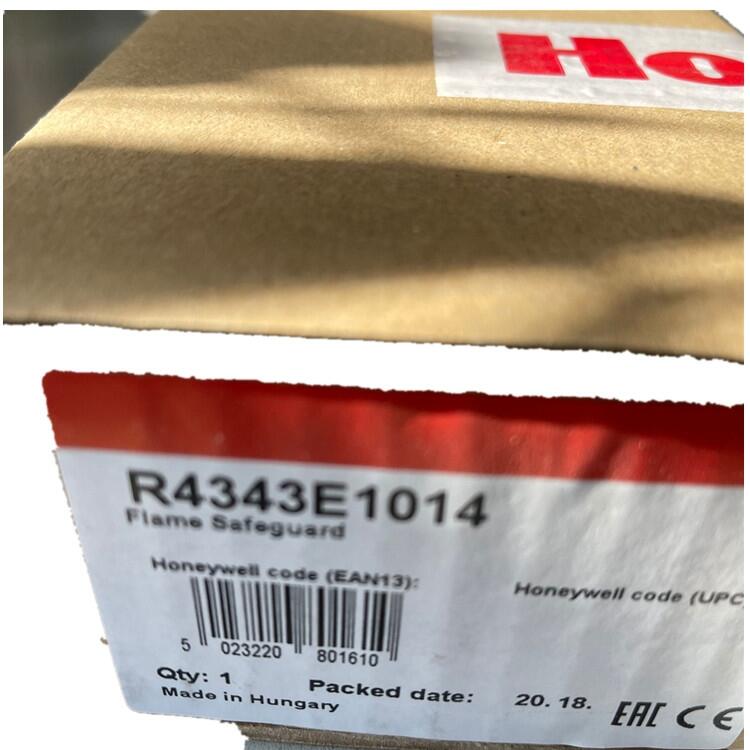 Ho
R4343E1014
Flame Safeguard
Honeywell code (EAN13):
Honeywell code (UPC
5 023220 801610
Qty: 1
Packed date: 20. 18.
Made in Hungary
EAC CE